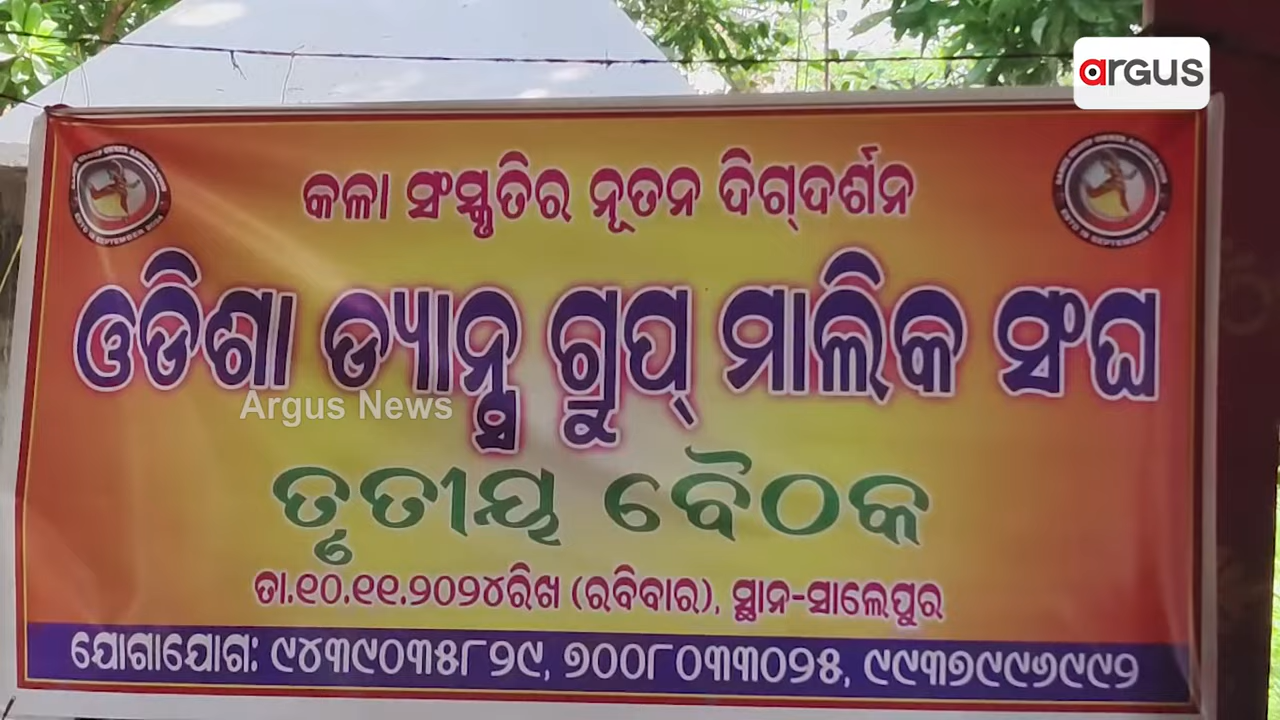 argus
କଳା ସଂସ୍କୃତିର ନୂତନ ଦିଗ୍‌ଦର୍ଶନ
ଓଡିଶା ଡ୍ୟାନ୍ସ ଗ୍ରୁପ୍ ମାଲିକ ସଂଘ
Argus News
ତୃତୀୟ ବୈଠକ
ତା.୧୦.୧୧.୨୦୨୪ରିଖ (ରବିବାର), ସ୍ଥାନ-ସାଲେପୁର
ଯୋଗାଯୋଗ: ୯୪୩୯୦୩୫୮୨୯, ୭୦୦୮୦୩୩୦୨୫, ୯୯୩୭୯୯୬୯୯୨